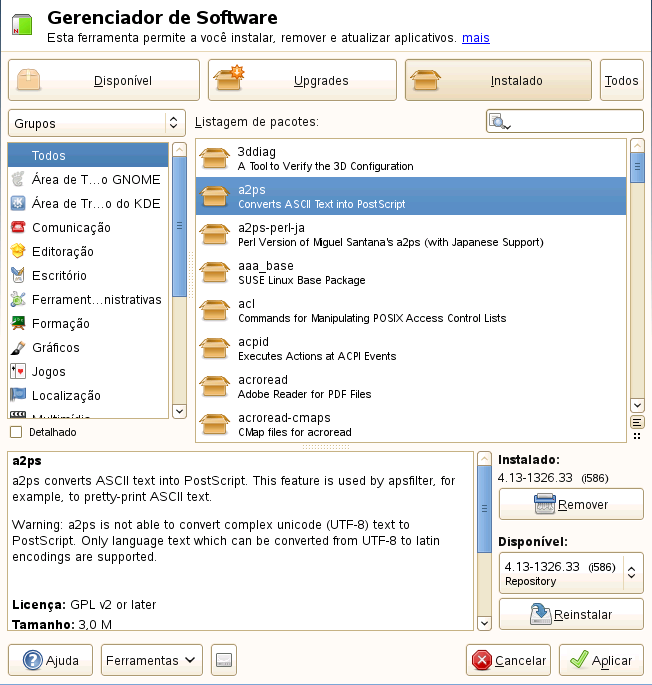 Gerenciador de Software
Esta ferramenta permite a você instalar, remover e atualizar aplicativos. mais
Disponível
Upgrades
Instalado
Todos
Grupos
Listagem de pacotes:
Todos
Área de T...o GNOME
Área de Tr...o do KDE
Comunicação
Editoração
Escritório
Ferrament...nistrativas
Formação
Gráficos
Jogos
Localização
Multimídia
Detalhado
3ddiag
A Tool to Verify the 3D Configuration
a2ps
Converts ASCII Text into PostScript
a2ps-perl-ja
Perl Version of Miguel Santana's a2ps (with Japanese Support)
aaa_base
SUSE Linux Base Package
acl
Commands for Manipulating POSIX Access Control Lists
acpid
Executes Actions at ACPI Events
acroread
Adobe Reader for PDF Files
acroread-cmaps
CMap files for acroread
a2ps
a2ps converts ASCII text into PostScript. This feature is used by apsfilter, for
example, to pretty-print ASCII text.
Warning: a2ps is not able to convert complex unicode (UTF-8) text to
PostScript. Only language text which can be converted from UTF-8 to latin
encodings are supported.
Licença: GPL v2 or later
Tamanho: 3,0 M
Instalado:
4.13-1326.33 (i586)
Remover
Disponível:
4.13-1326.33 (i586)
Repository
Reinstalar
Ajuda
Ferramentas
Cancelar
Aplicar